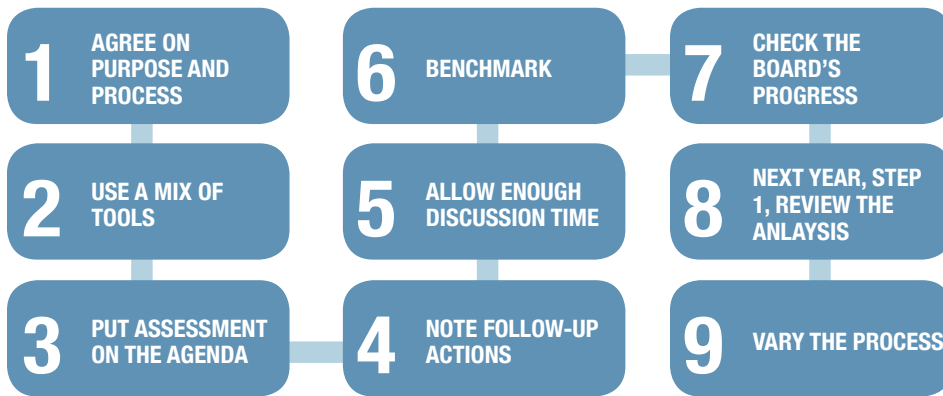 1
AGREE ON
PURPOSE AND
PROCESS
2
USE A MIX OF
TOOLS
3
PUT ASSESSMENT
ON THE AGENDA
4
NOTE FOLLOW-UP
ACTIONS
5
ALLOW ENOUGH
DISCUSSION TIME
6
BENCHMARK
7
CHECK THE
BOARD'S
PROGRESS
8
NEXT YEAR, STEP
1, REVIEW THE
ANLAYSIS
9
VARY THE PROCESS